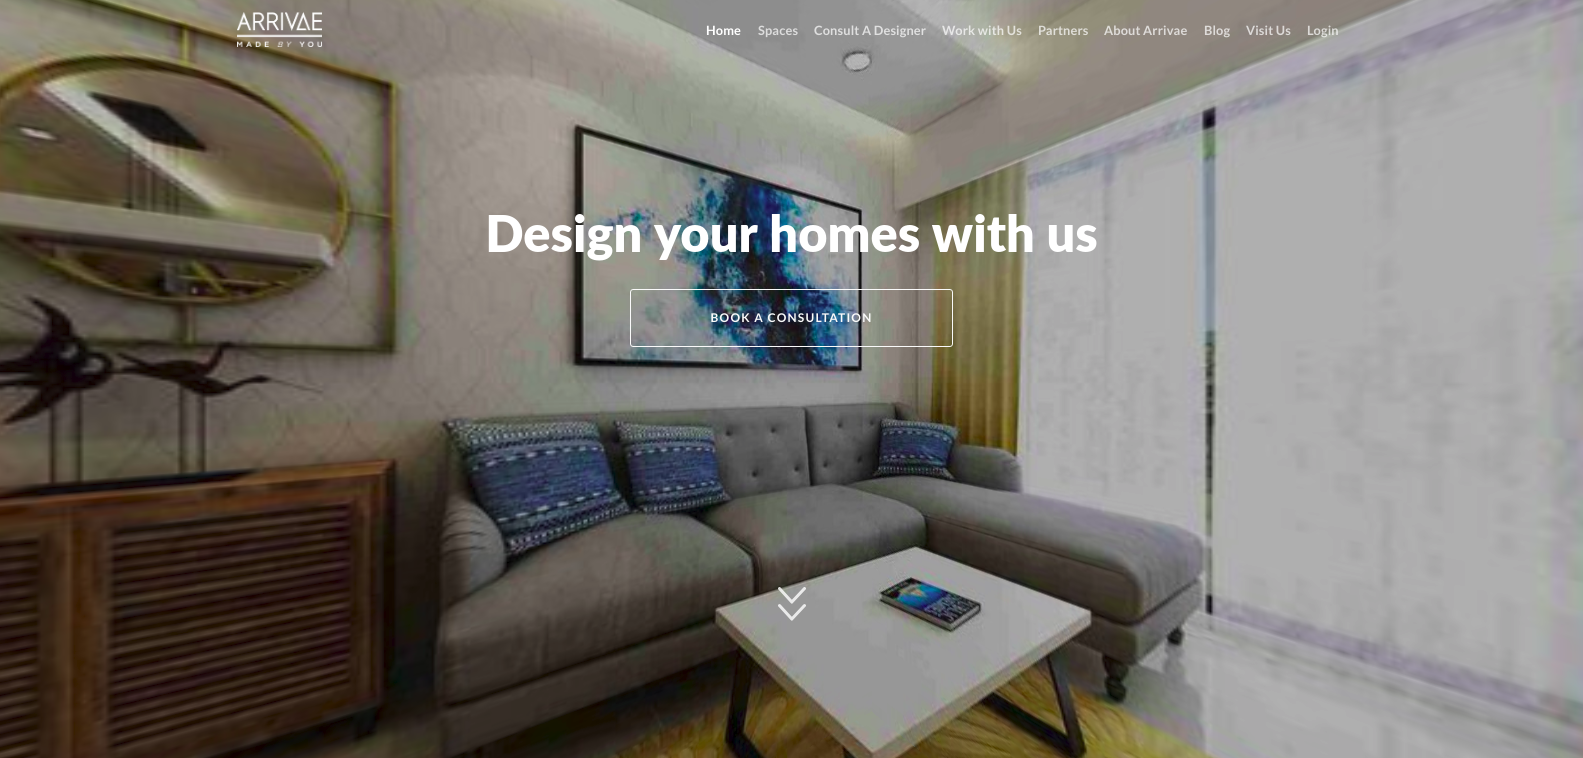 ARRIVAE
MADE BY YOU
Home Spaces Consult A Designer Work with Us Partners About Arrivae Blog Visit Us Login
Design your homes with us
BOOK A CONSULTATION